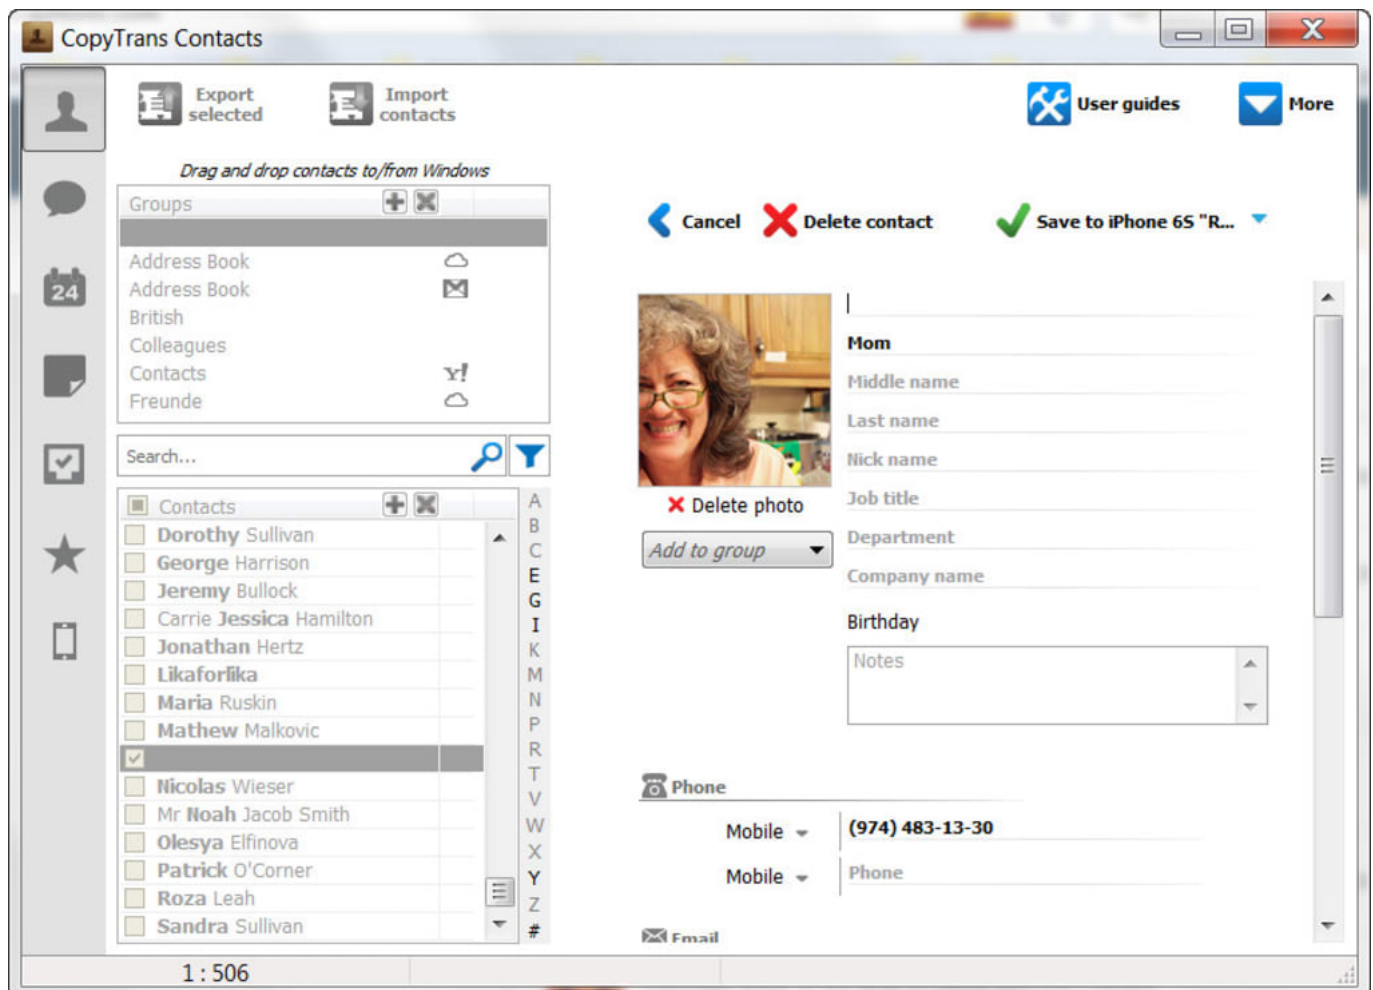 CopyTrans Contacts
Export selected
Import contacts
User guides
More
Drag and drop contacts to/from Windows
Groups
Address Book
Address Book
British
Colleagues
Contacts Y!
Freunde
Search...
Contacts
Dorothy Sullivan
George Harrison
Jeremy Bullock
Carrie Jessica Hamilton
Jonathan Hertz
Likaforlika
Maria Ruskin
Mathew Malkovic
Nicolas Wieser
Mr Noah Jacob Smith
Olesya Elfinova
Patrick O'Corner
Roza Leah
Sandra Sullivan
A
B
C
E
G
I
K
M
N
P
R
T
V
W
X
Y
Z
#
24
Cancel
Delete contact
Save to iPhone 6S "R...
Mom
Middle name
Last name
Nick name
Job title
Department
Company name
Delete photo
Add to group
Birthday
Notes
Phone
Mobile (974) 483-13-30
Mobile Phone
Email
1 : 506